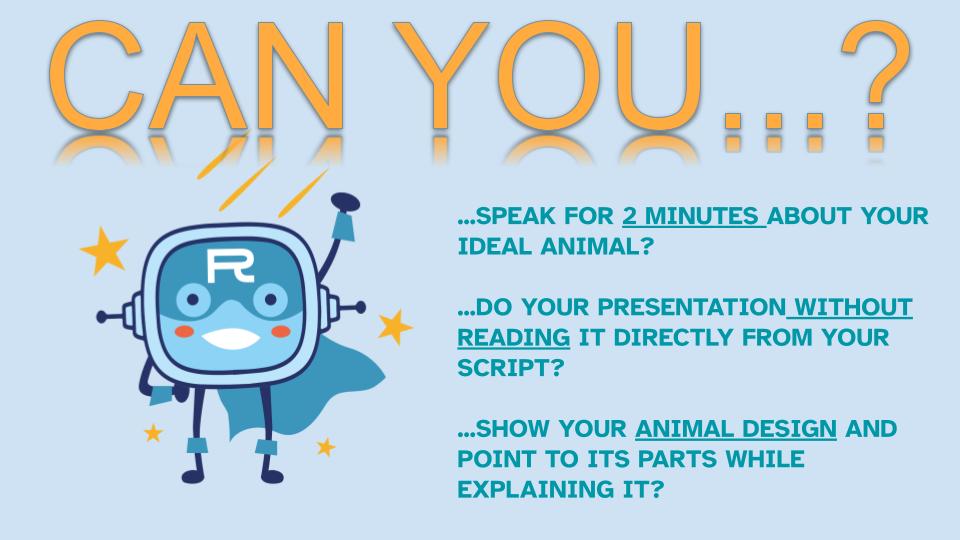 CAN YOU...?
R
...SPEAK FOR 2 MINUTES ABOUT YOUR
IDEAL ANIMAL?
...DO YOUR PRESENTATION WITHOUT
READING IT DIRECTLY FROM YOUR
SCRIPT?
...SHOW YOUR ANIMAL DESIGN AND
POINT TO ITS PARTS WHILE
EXPLAINING IT?